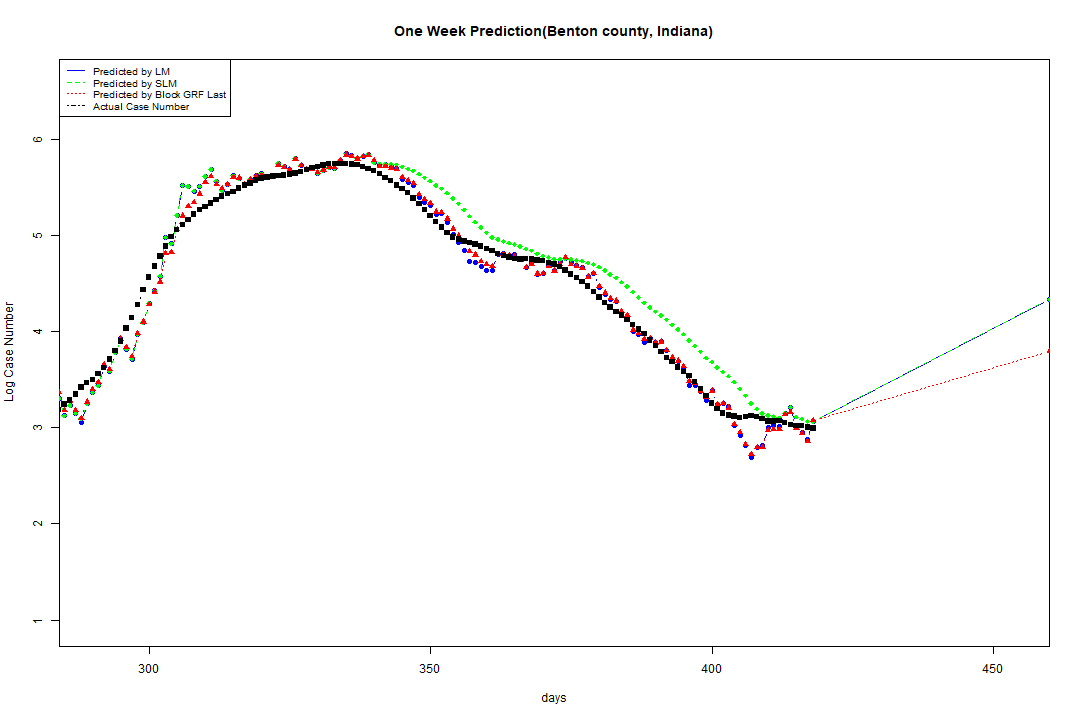 One Week Prediction(Benton county, Indiana)
Predicted by LM
Predicted by SLM
Predicted by Block GRF Last
Actual Case Number
Log Case Number
6
5
4
3
2
1
300 350 400 450
days